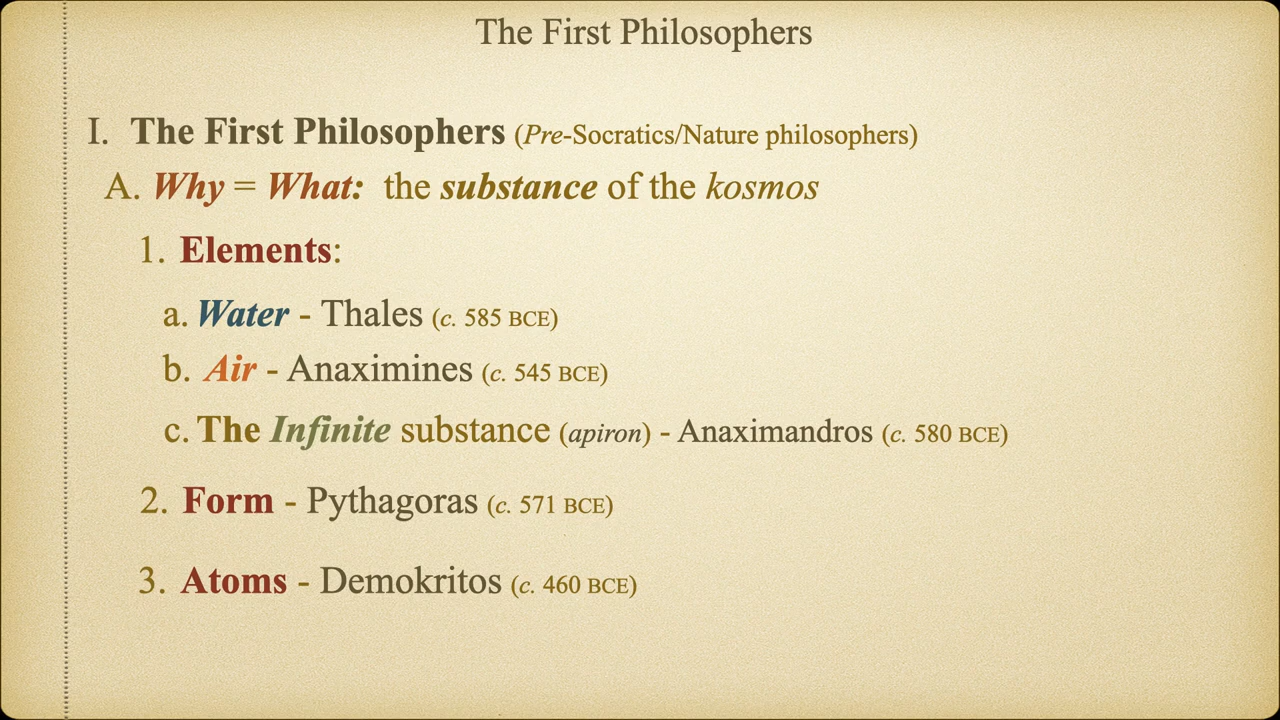 The First Philosophers
I. The First Philosophers (Pre-Socratics/Nature philosophers)
A. Why = What: the substance of the kosmos
1. Elements:
a. Water - Thales (c. 585 BCE)
b. Air - Anaximines (c. 545 BCE)
c. The Infinite substance (apiron) - Anaximandros (c. 580 BCE)
2. Form - Pythagoras (c. 571 BCE)
3. Atoms - Demokritos (c. 460 BCE)